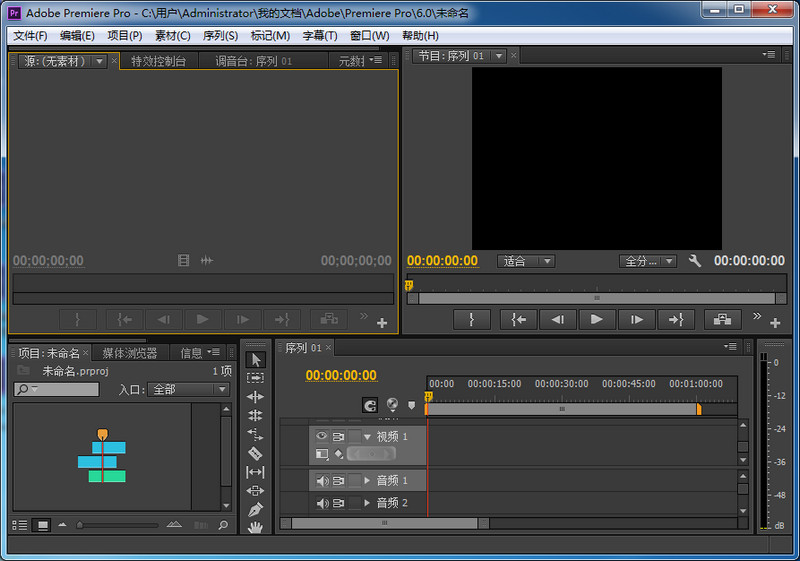 Pr Adobe Premiere Pro - C:\用户\Administrator\我的文档\Adobe\Premiere Pro\6.0\未命名
文件(F) 编辑(E) 项目(P) 素材(C) 序列(S) 标记(M) 字幕(T) 窗口(W) 帮助(H)
源:(无素材) 特效控制台 调音台: 序列 01 元数据
节目: 序列 01
00;00;00;00 00;00;00;00
00:00:00:00 适合 全分... 00:00:00:00
项目: 未命名 媒体浏览器 信息
未命名.prproj 1 项
入口: 全部
序列 01
00:00:00:00
00:00 00:00:15:00 00:00:30:00 00:00:45:00 00:01:00:00
视频 1
音频 1
音频 2
0
-12
-24
-36
-48
dB